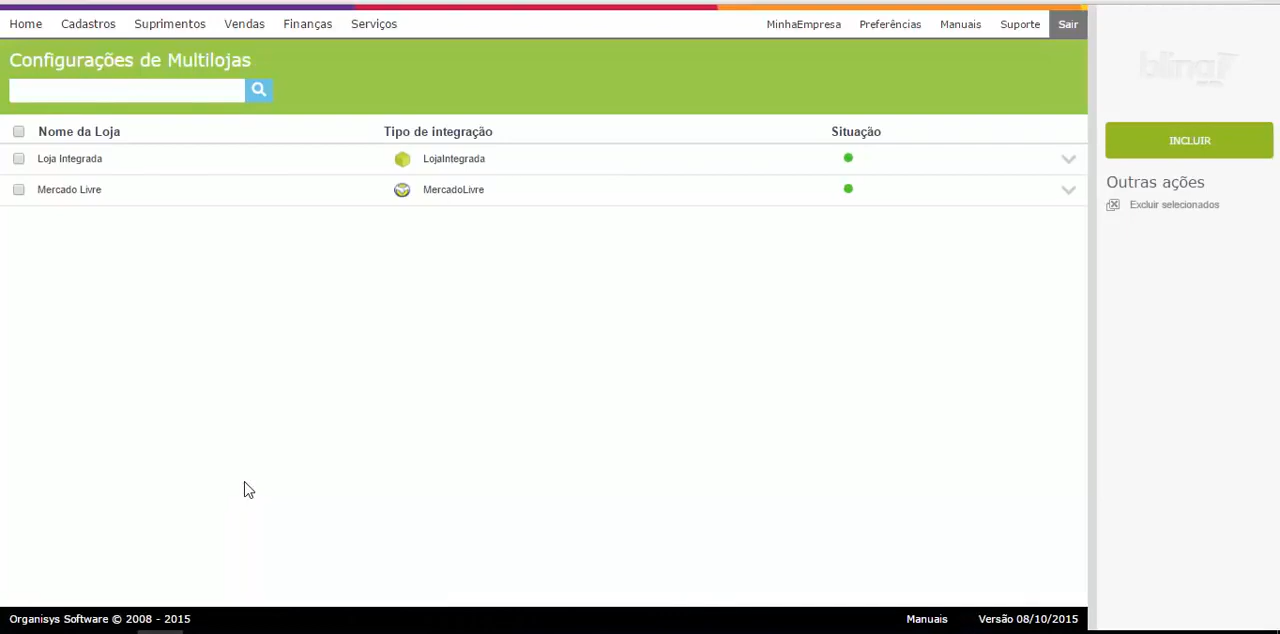 Home Cadastros Suprimentos Vendas Finanças Serviços MinhaEmpresa Preferências Manuais Suporte Sair
Configurações de Multilojas
bling
INCLUIR
Nome da Loja Tipo de integração Situação
Loja Integrada LojaIntegrada
Mercado Livre MercadoLivre
Outras ações
Excluir selecionados
Organisys Software © 2008 - 2015 Manuais Versão 08/10/2015